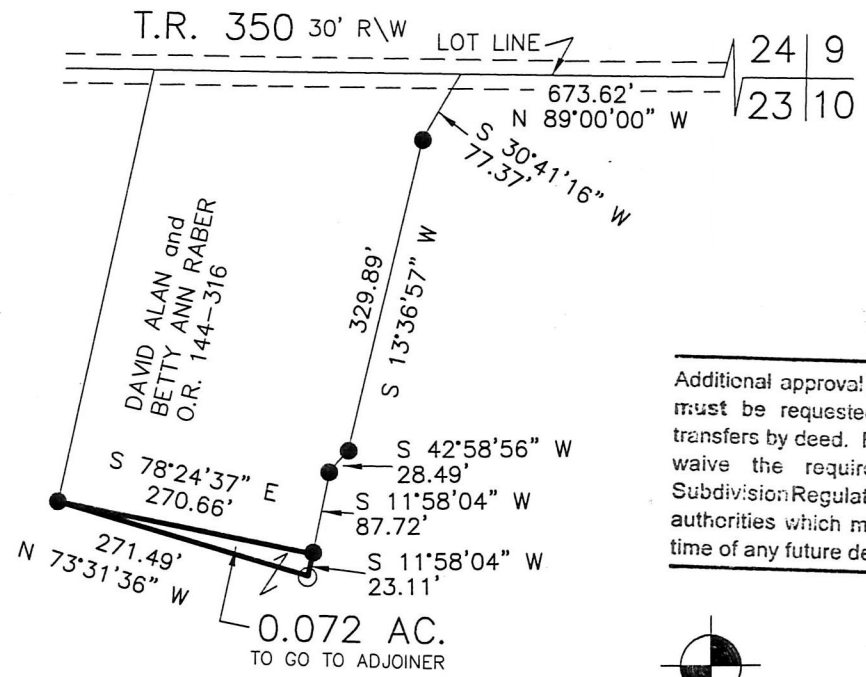 T.R. 350 30' R\W
LOT LINE
24 9
23 10
673.62'
N 89°00'00" W
S 30°41'16" W
77.37'
329.89'
S 13°36'57" W
DAVID ALAN and
BETTY ANN RABER
O.R. 144-316
S 42°58'56" W
28.49'
S 11°58'04" W
87.72'
S 78°24'37" E
270.66'
271.49'
N 73°31'36" W
S 11°58'04" W
23.11'
0.072 AC.
TO GO TO ADJOINER
Additional approval
must be requested
transfers by deed.
waive the requir
Subdivision Regulat
authorities which m
time of any future de